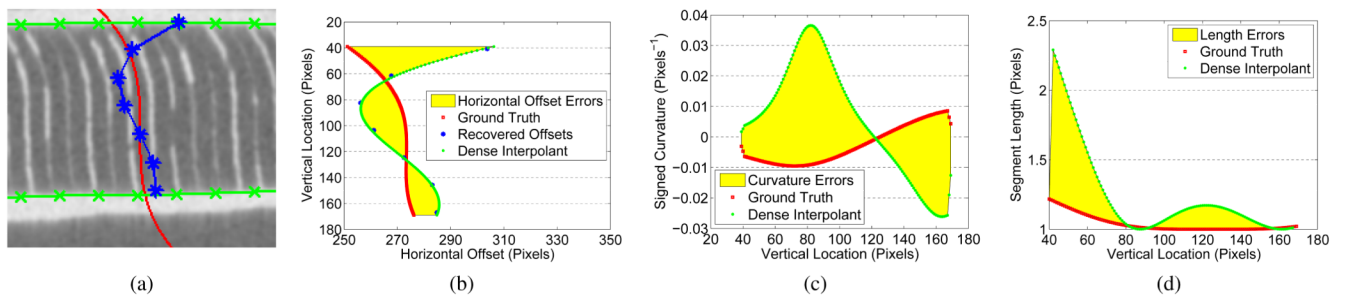 20
40
60
80
100
120
140
160
180
250
270
290
310
330
350
Vertical Location (Pixels)
Horizontal Offset (Pixels)
Horizontal Offset Errors
Ground Truth
Recovered Offsets
Dense Interpolant
0.04
0.03
0.02
0.01
0
−0.01
−0.02
−0.03
20
40
60
80
100
120
140
160
180
Signed Curvature (Pixels⁻¹)
Vertical Location (Pixels)
Curvature Errors
Ground Truth
Dense Interpolant
2.5
2
1.5
1
40
60
80
100
120
140
160
180
Segment Length (Pixels)
Vertical Location (Pixels)
Length Errors
Ground Truth
Dense Interpolant
(a)
(b)
(c)
(d)